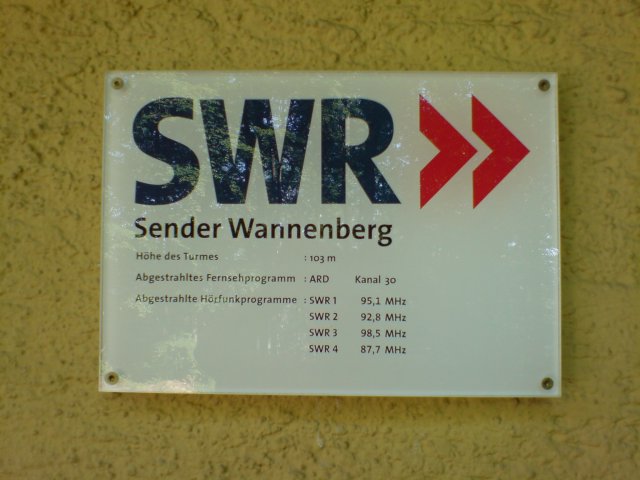 SWR
Sender Wannenberg
Höhe des Turmes : 103 m
Abgestrahltes Fernsehprogramm : ARD Kanal 30
Abgestrahlte Hörfunkprogramme : SWR 1 95,1 MHz
SWR 2 92,8 MHz
SWR 3 98,5 MHz
SWR 4 87,7 MHz